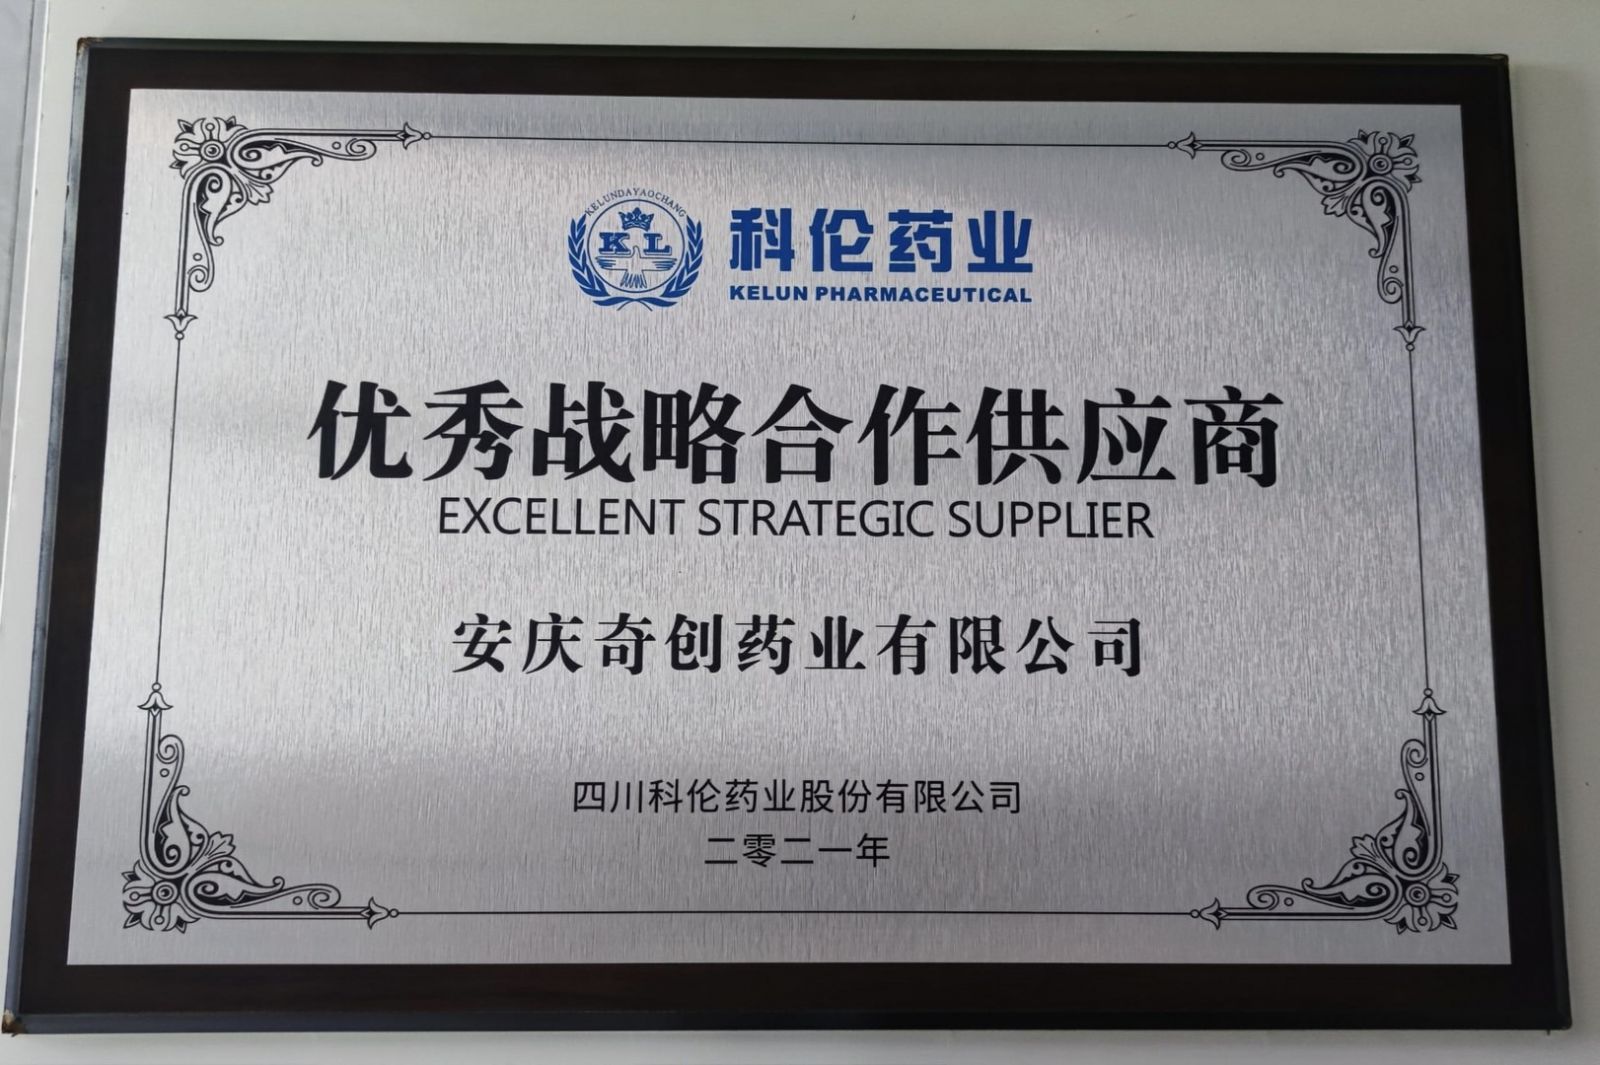 KELUNDAYAOCHANG
KL
科伦药业
KELUN PHARMACEUTICAL
优秀战略合作供应商
EXCELLENT STRATEGIC SUPPLIER
安庆奇创药业有限公司
四川科伦药业股份有限公司
二零二一年